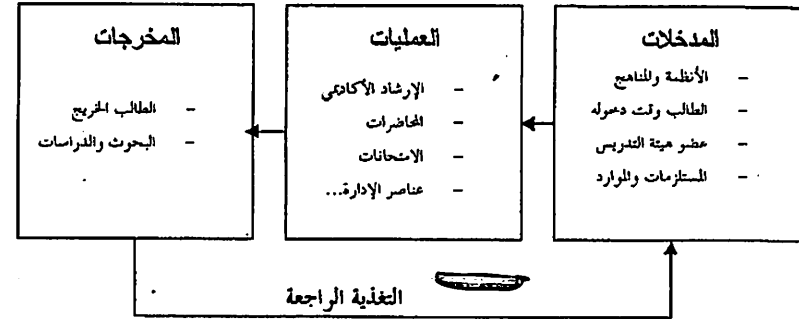 المدخلات
- الأنظمة والمناهج
- الطالب وقت دخوله
- عضو هيئة التدريس
- المستلزمات والموارد
العمليات
- الإرشاد الأكاديمي
- المحاضرات
- الامتحانات
- عناصر الإدارة...
المخرجات
- الطالب الخريج
- البحوث والدراسات
التغذية الراجعة